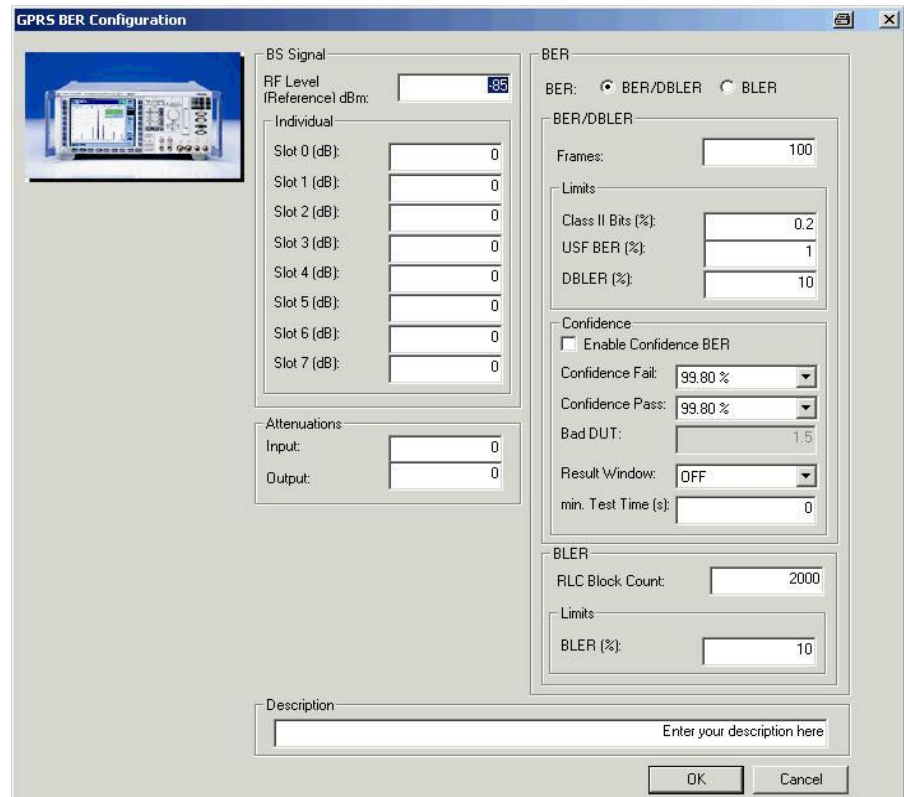 GPRS BER Configuration
BS Signal
RF Level
(Reference) dBm:
-85
Individual
Slot 0 (dB):
0
Slot 1 (dB):
0
Slot 2 (dB):
0
Slot 3 (dB):
0
Slot 4 (dB):
0
Slot 5 (dB):
0
Slot 6 (dB):
0
Slot 7 (dB):
0
Attenuations
Input:
0
Output:
0
BER
BER:
BER/DBLER
BLER
BER/DBLER
Frames:
100
Limits
Class II Bits (%):
0.2
USF BER (%):
1
DBLER (%):
10
Confidence
Enable Confidence BER
Confidence Fail:
99.80 %
Confidence Pass:
99.80 %
Bad DUT:
1.5
Result Window:
OFF
min. Test Time (s):
0
BLER
RLC Block Count:
2000
Limits
BLER (%):
10
Description
Enter your description here
OK
Cancel